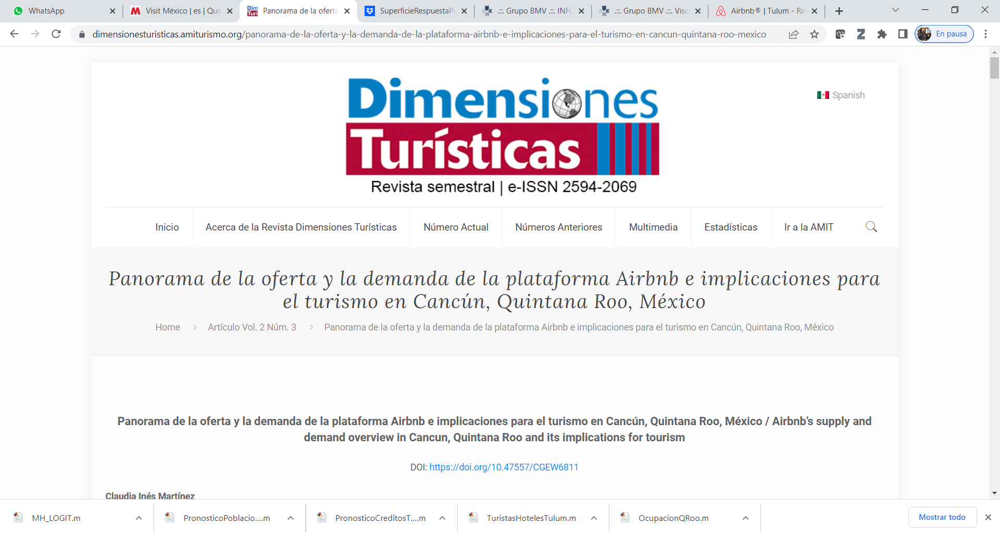 WhatsApp
Visit México | es | Qui
Panorama de la oferta
SuperficieRespuestaP
.::. Grupo BMV .::. INFO
.::. Grupo BMV .::. Viso
Airbnb® | Tulum - Re
dimensionesturisticas.amiturismo.org/panorama-de-la-oferta-y-la-demanda-de-la-plataforma-airbnb-e-implicaciones-para-el-turismo-en-cancun-quintana-roo-mexico
En pausa
Dimensiones
Turísticas
Revista semestral | e-ISSN 2594-2069
Spanish
Inicio
Acerca de la Revista Dimensiones Turísticas
Número Actual
Números Anteriores
Multimedia
Estadísticas
Ir a la AMIT
Panorama de la oferta y la demanda de la plataforma Airbnb e implicaciones para
el turismo en Cancún, Quintana Roo, México
Home > Artículo Vol. 2 Núm. 3 > Panorama de la oferta y la demanda de la plataforma Airbnb e implicaciones para el turismo en Cancún, Quintana Roo, México
Panorama de la oferta y la demanda de la plataforma Airbnb e implicaciones para el turismo en Cancún, Quintana Roo, México / Airbnb’s supply and
demand overview in Cancun, Quintana Roo and its implications for tourism
DOI: https://doi.org/10.47557/CGEW6811
Claudia Inés Martínez
MH_LOGIT.m
PronosticoPoblacio....m
PronosticoCreditosT....m
TuristasHotelesTulum.m
OcupacionQRoo.m
Mostrar todo